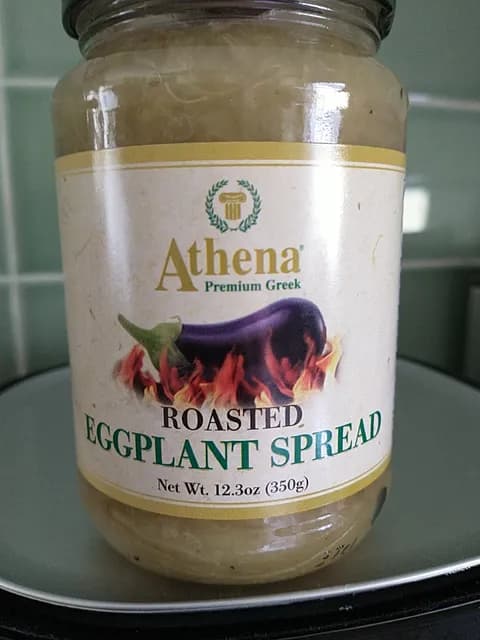 Athena®
Premium Greek
ROASTED
EGGPLANT SPREAD
Net Wt. 12.3oz (350g)